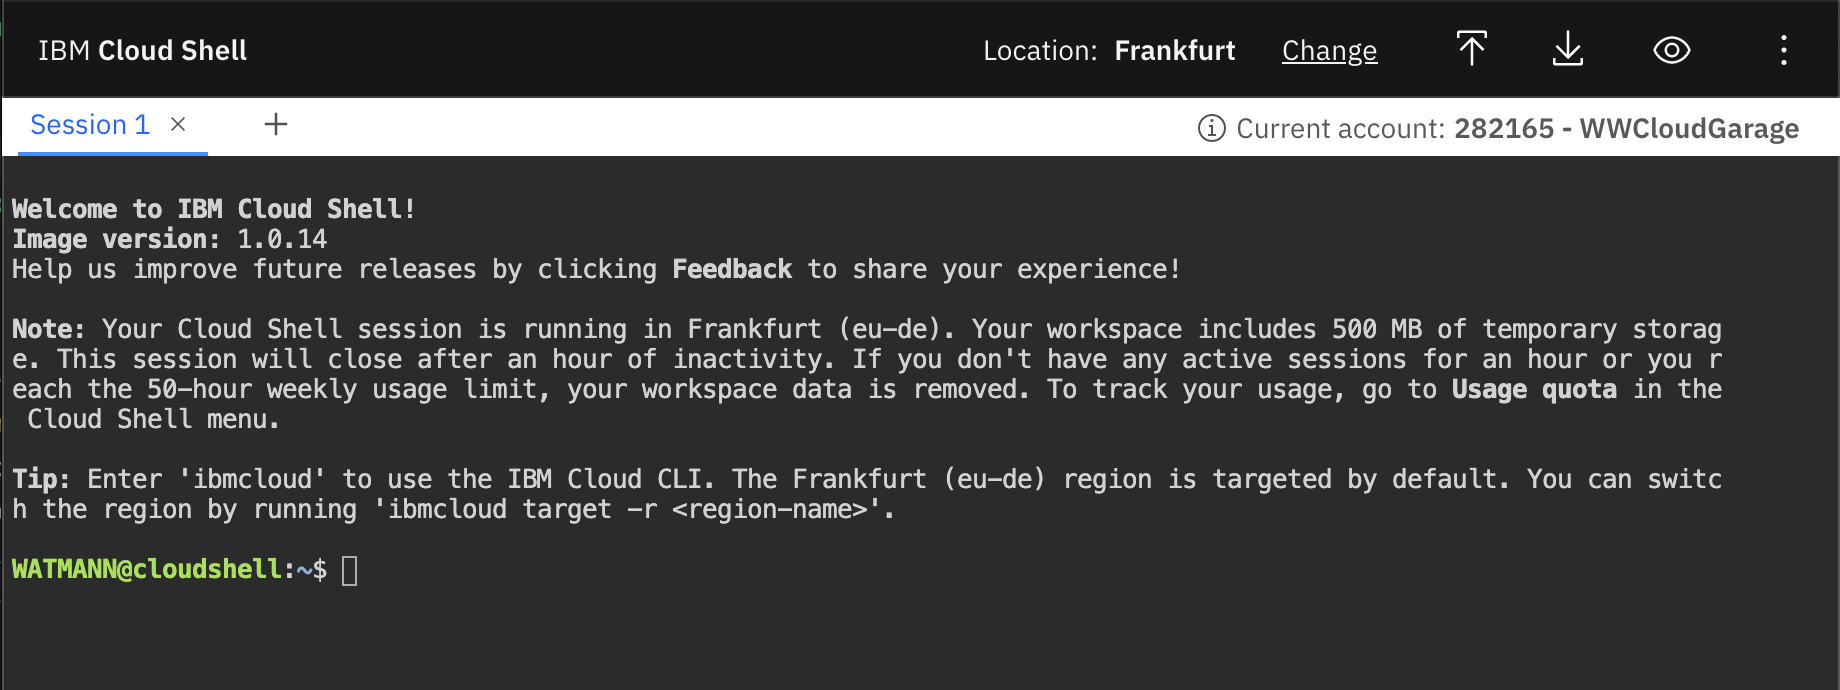 IBM Cloud Shell
Location: Frankfurt Change
Session 1 × +
Current account: 282165 - WWCloudGarage
Welcome to IBM Cloud Shell!
Image version: 1.0.14
Help us improve future releases by clicking Feedback to share your experience!
Note: Your Cloud Shell session is running in Frankfurt (eu-de). Your workspace includes 500 MB of temporary storag
e. This session will close after an hour of inactivity. If you don't have any active sessions for an hour or you r
each the 50-hour weekly usage limit, your workspace data is removed. To track your usage, go to Usage quota in the
Cloud Shell menu.
Tip: Enter 'ibmcloud' to use the IBM Cloud CLI. The Frankfurt (eu-de) region is targeted by default. You can switc
h the region by running 'ibmcloud target -r <region-name>'.
WATMANN@cloudshell:~$